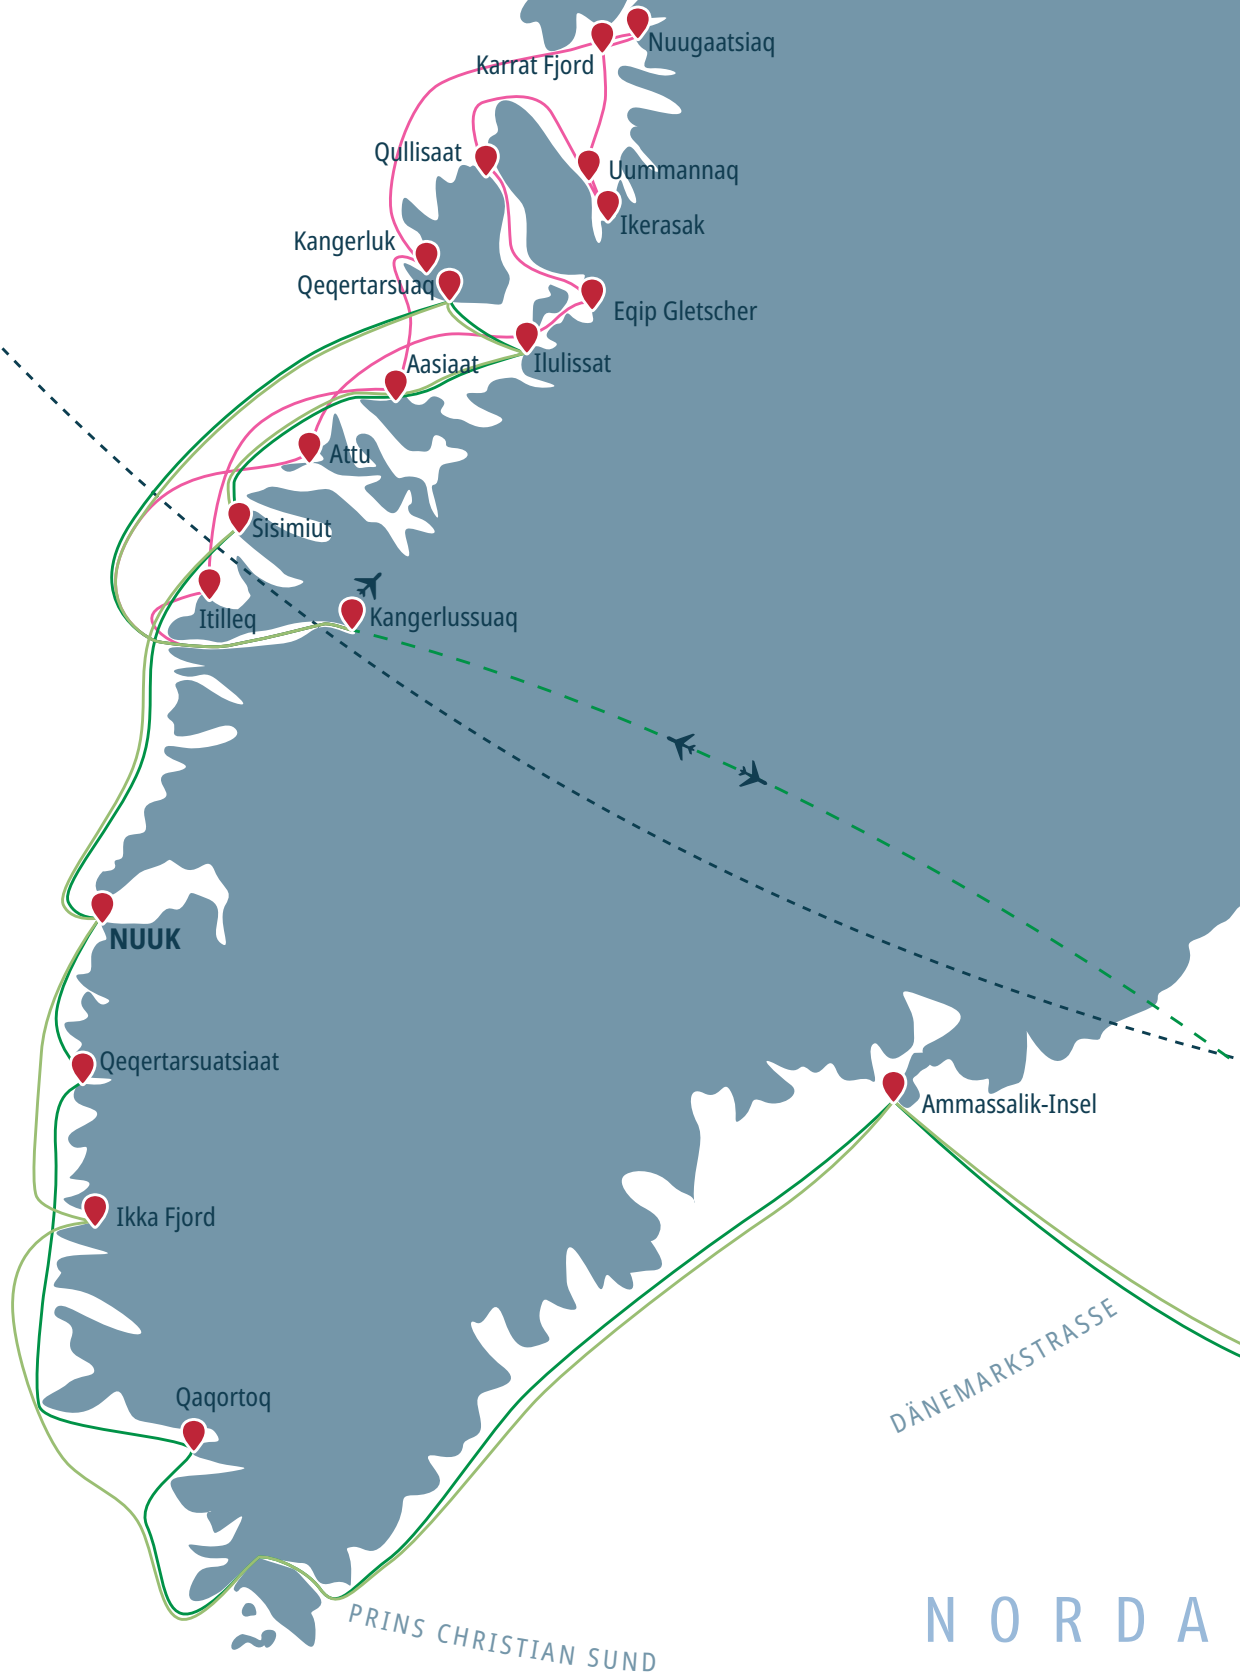 Nuugaatsiaq
Karrat Fjord
Qullisaat
Uummannaq
Ikerasak
Kangerluk
Qeqertarsuaq
Eqip Gletscher
Ilulissat
Aasiaat
Attu
Sisimiut
Itilleq
Kangerlussuaq
NUUK
Qeqertarsuatsiaat
Ammassalik-Insel
Ikka Fjord
DÄNEMARKSTRASSE
Qaqortoq
PRINS CHRISTIAN SUND
NORDA